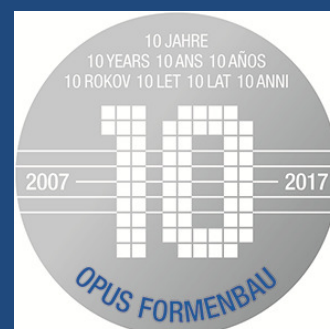 10 JAHRE
10 YEARS 10 ANS 10 AÑOS
10 ROKOV 10 LET 10 LAT 10 ANNI
10
2007
2017
OPUS FORMENBAU